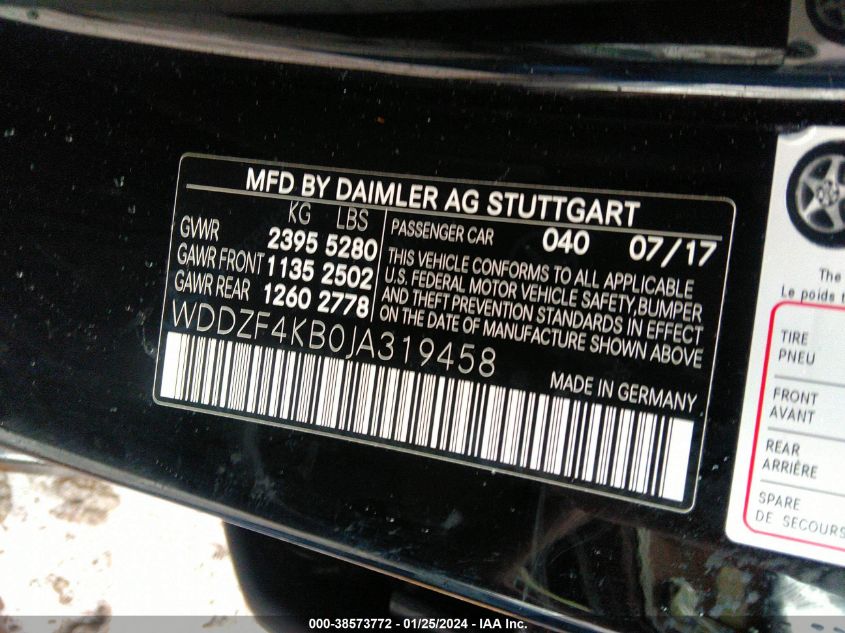 MFD BY DAIMLER AG STUTTGART
KG LBS
GVWR 2395 5280
GAWR FRONT 1135 2502
GAWR REAR 1260 2778
PASSENGER CAR 040 07/17
THIS VEHICLE CONFORMS TO ALL APPLICABLE
U.S. FEDERAL MOTOR VEHICLE SAFETY, BUMPER
AND THEFT PREVENTION STANDARDS IN EFFECT
ON THE DATE OF MANUFACTURE SHOWN ABOVE
WDDZF4KB0JA319458
MADE IN GERMANY
The
Le poids
TIRE
PNEU
FRONT
AVANT
REAR
ARRIÈRE
SPARE
DE SECOURS
000-38573772 — 01/25/2024 — IAA Inc.